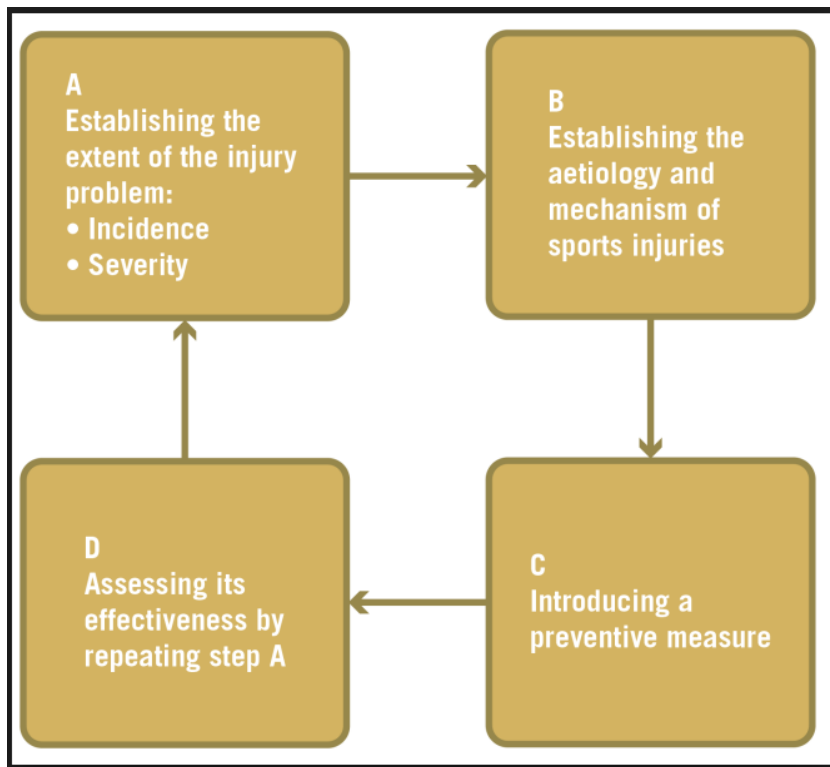 A
Establishing the
extent of the injury
problem:
• Incidence
• Severity
B
Establishing the
aetiology and
mechanism of
sports injuries
C
Introducing a
preventive measure
D
Assessing its
effectiveness by
repeating step A